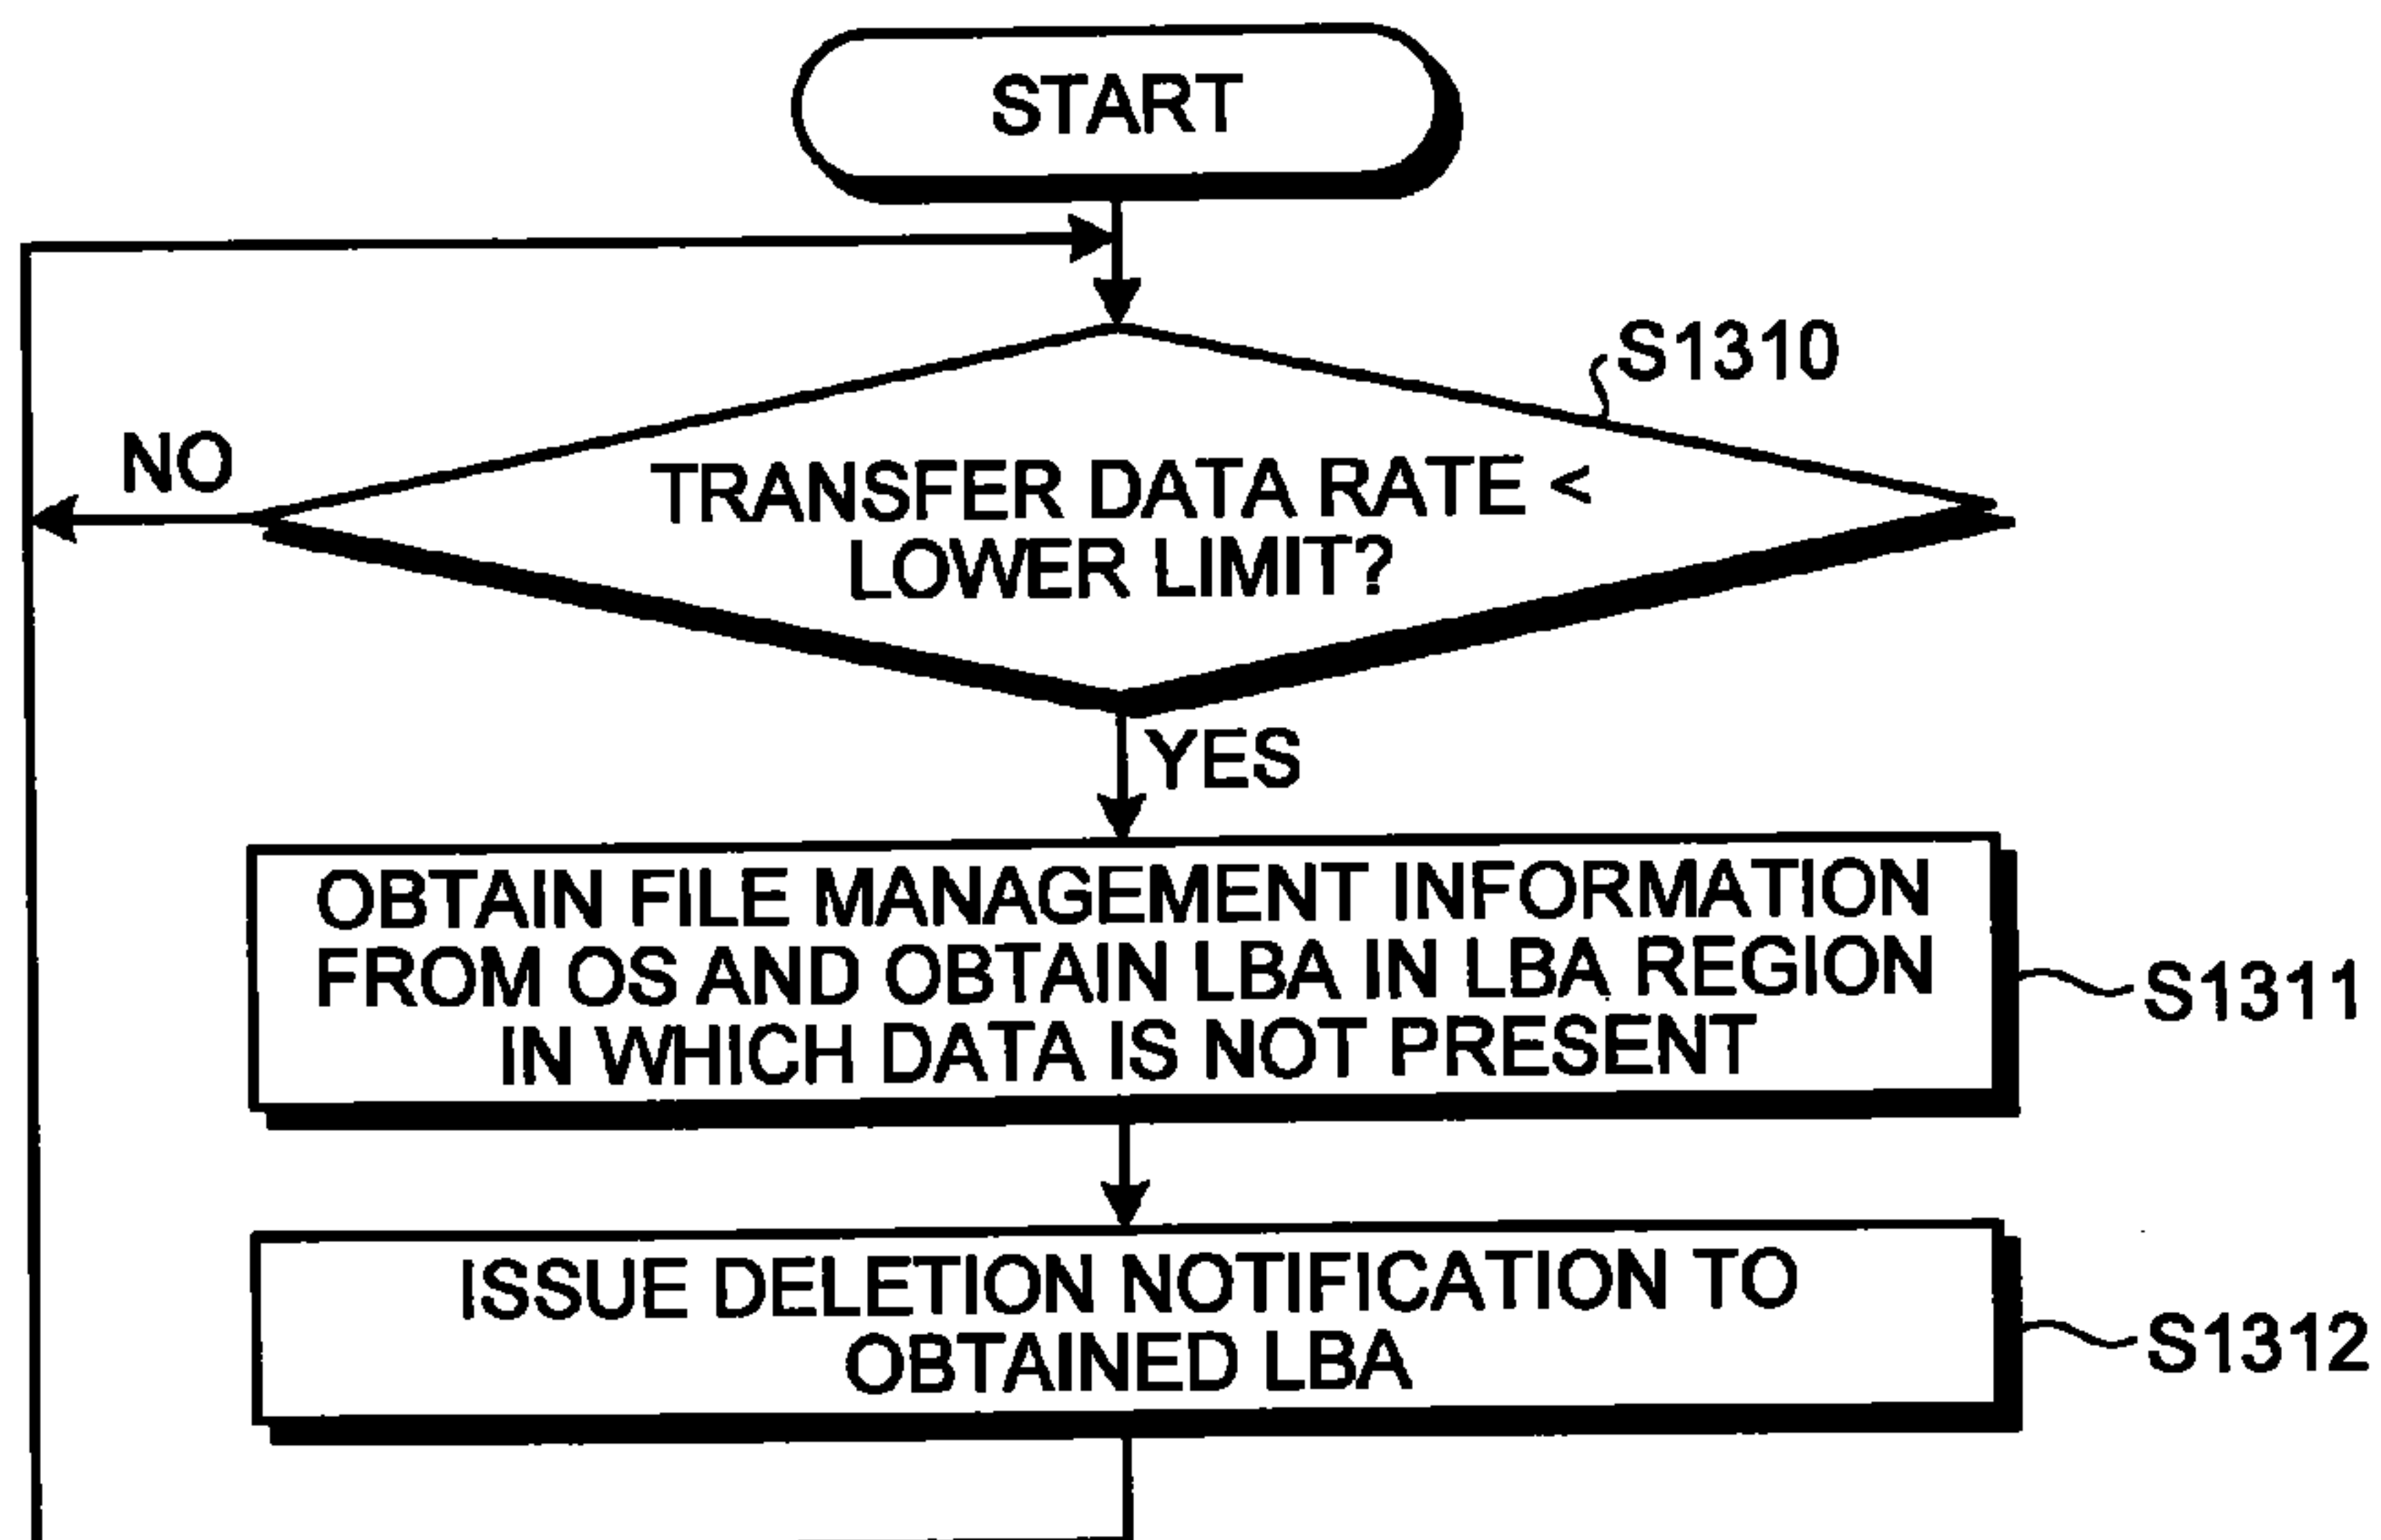 START
S1310
NO
TRANSFER DATA RATE <
LOWER LIMIT?
YES
OBTAIN FILE MANAGEMENT INFORMATION
FROM OS AND OBTAIN LBA IN LBA REGION
IN WHICH DATA IS NOT PRESENT
S1311
ISSUE DELETION NOTIFICATION TO
OBTAINED LBA
S1312